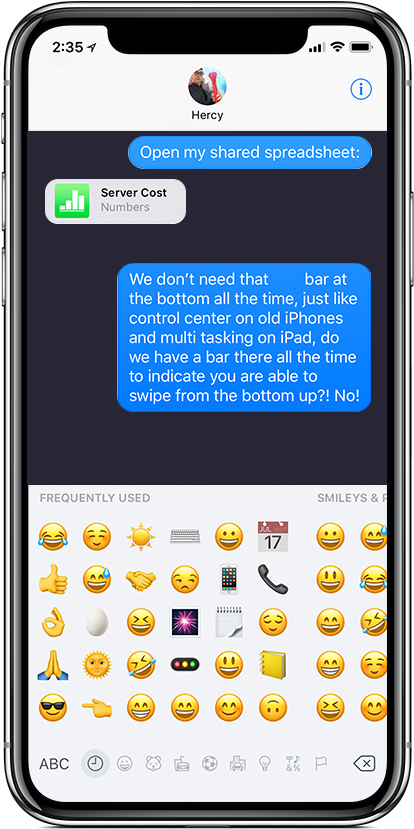 2:35
Hercy
Open my shared spreadsheet:
Server Cost
Numbers
We don't need that bar at
the bottom all the time, just like
control center on old iPhones
and multi tasking on iPad, do
we have a bar there all the time
to indicate you are able to
swipe from the bottom up?! No!
FREQUENTLY USED SMILEYS & P
JUL
17
ABC